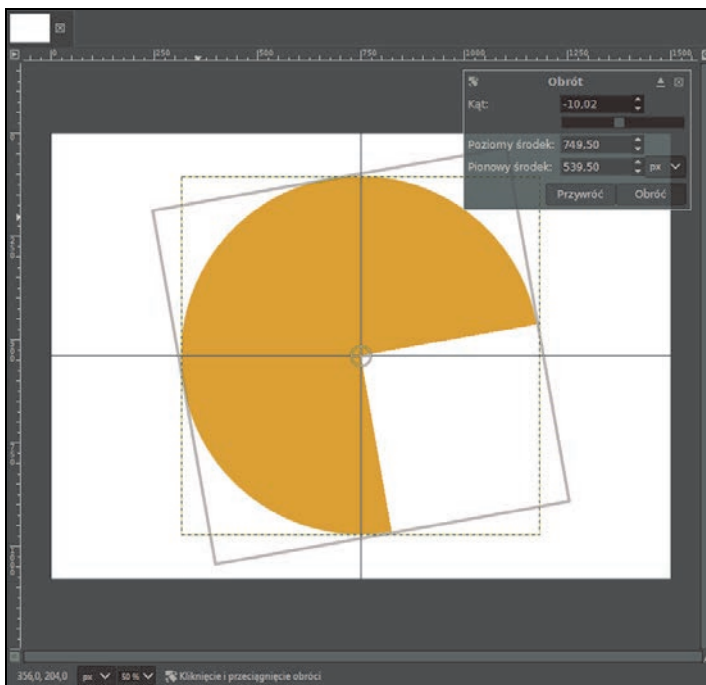 0 250 500 750 1000 1250 1500
Obrót
Kąt: -10,02
Poziomy środek: 749,50
Pionowy środek: 539,50 px
Przywróć Obróć
356,0, 204,0 px 50 % Kliknięcie i przeciągnięcie obróci